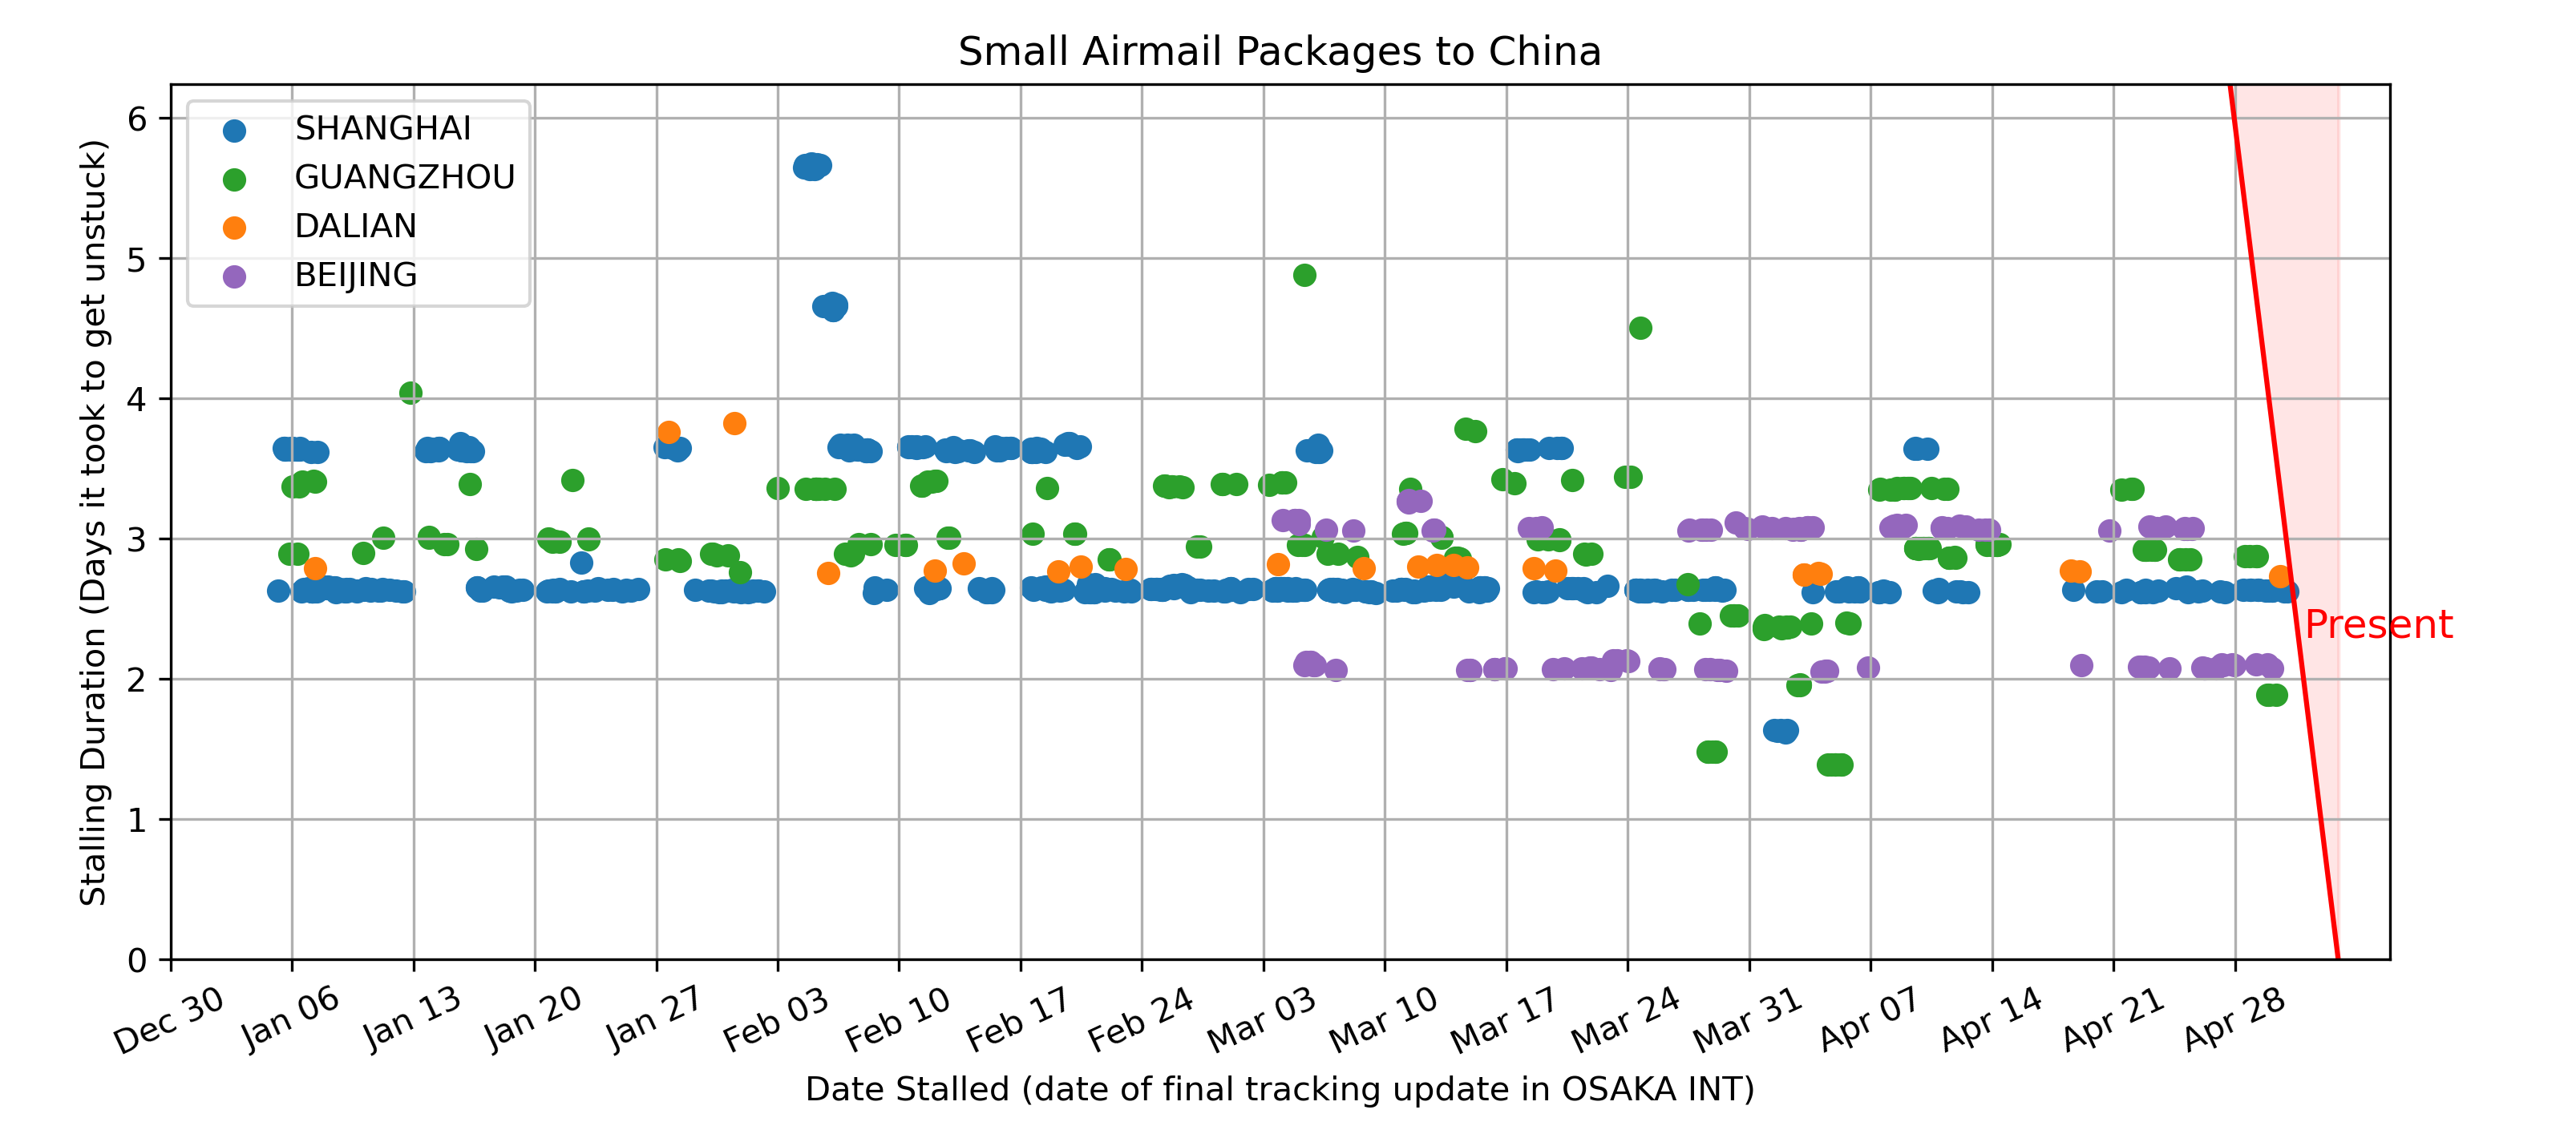 Small Airmail Packages to China
SHANGHAI
GUANGZHOU
DALIAN
BEIJING
Stalling Duration (Days it took to get unstuck)
6
5
4
3
2
1
0
Present
Dec 30
Jan 06
Jan 13
Jan 20
Jan 27
Feb 03
Feb 10
Feb 17
Feb 24
Mar 03
Mar 10
Mar 17
Mar 24
Mar 31
Apr 07
Apr 14
Apr 21
Apr 28
Date Stalled (date of final tracking update in OSAKA INT)